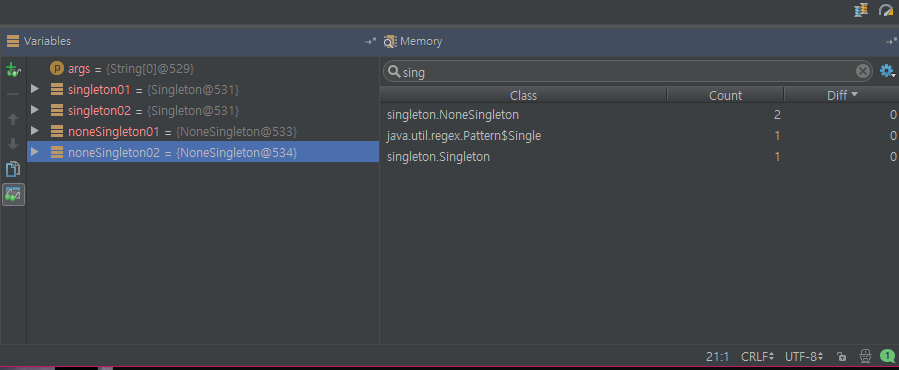 Variables
Memory
args = {String[0]@529}
singleton01 = {Singleton@531}
singleton02 = {Singleton@531}
noneSingleton01 = {NoneSingleton@533}
noneSingleton02 = {NoneSingleton@534}
sing
Class Count Diff
singleton.NoneSingleton 2 0
java.util.regex.Pattern$Single 1 0
singleton.Singleton 1 0
21:1 CRLF UTF-8 1